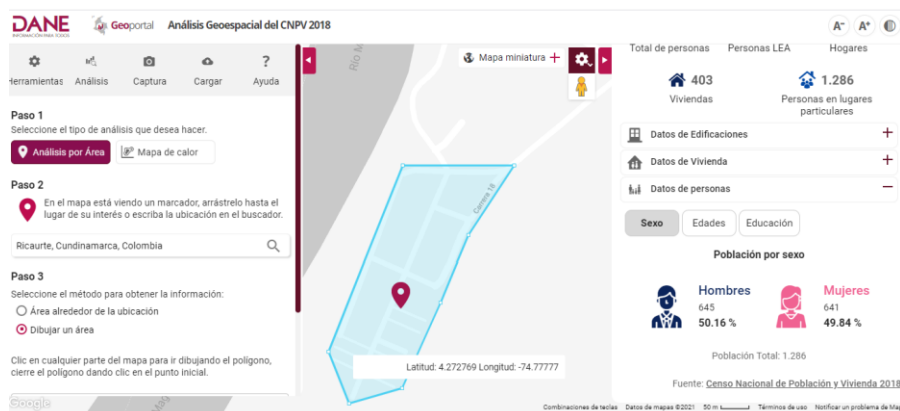 DANE
INFORMACIÓN PARA TODOS
Geoportal
Análisis Geoespacial del CNPV 2018
A-
A+
Herramientas
Análisis
Captura
Cargar
Ayuda
Paso 1
Seleccione el tipo de análisis que desea hacer.
Análisis por Área
Mapa de calor
Paso 2
En el mapa está viendo un marcador, arrástrelo hasta el
lugar de su interés o escriba la ubicación en el buscador.
Ricaurte, Cundinamarca, Colombia
Paso 3
Seleccione el método para obtener la información:
Área alrededor de la ubicación
Dibujar un área
Clic en cualquier parte del mapa para ir dibujando el polígono,
cierre el polígono dando clic en el punto inicial.
Google
Mag
Río M
Mapa miniatura
Carrera 18
Latitud: 4.272769 Longitud: -74.77777
Total de personas
Personas LEA
Hogares
403
Viviendas
1.286
Personas en lugares
particulares
Datos de Edificaciones
Datos de Vivienda
Datos de personas
Sexo
Edades
Educación
Población por sexo
Hombres
645
50.16 %
Mujeres
641
49.84 %
Población Total: 1.286
Fuente: Censo Nacional de Población y Vivienda 2018
Combinaciones de teclas
Datos de mapas ©2021
50 m
Términos de uso
Notificar un problema de Map